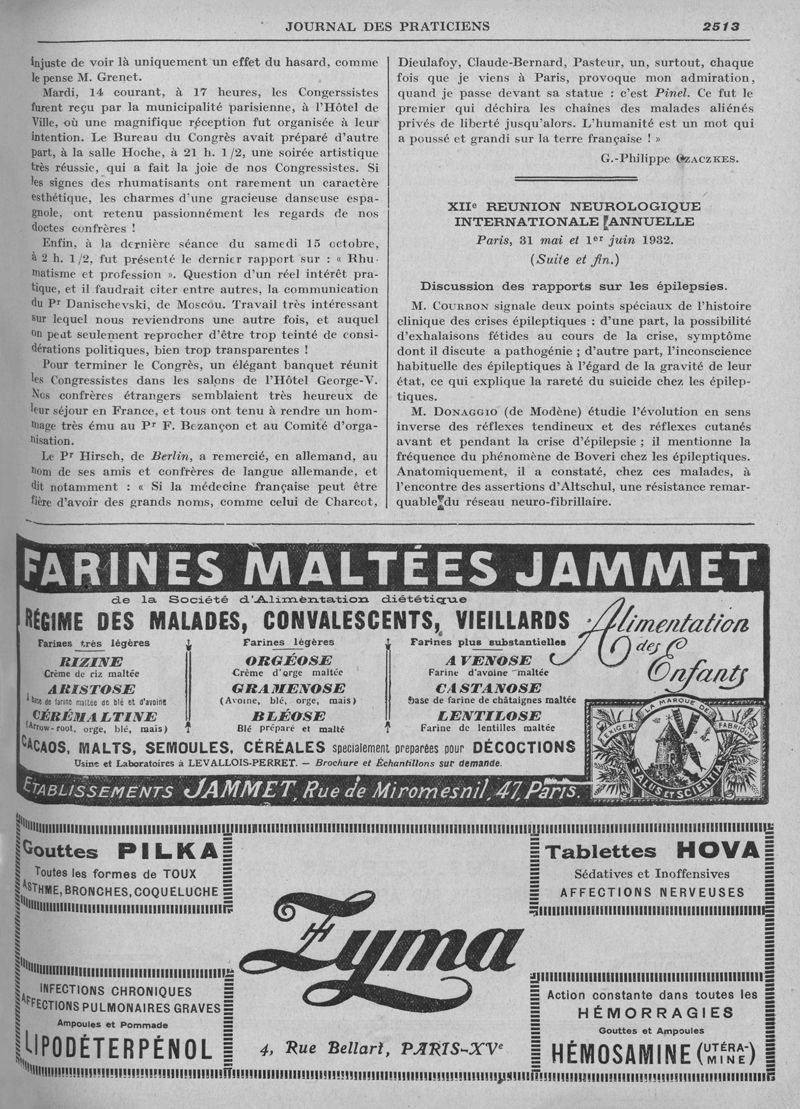 JOURNAL DES PRATICIENS
2513
injuste de voir là uniquement un effet du hasard, comme
le pense M. Grenet.
Mardi, 14 courant, à 17 heures, les Congerssistes
furent reçu par la municipalité parisienne, à l'Hôtel de
Ville, où une magnifique réception fut organisée à leur
intention. Le Bureau du Congrès avait préparé d'autre
part, à la salle Hoche, à 21 h. 1/2, une soirée artistique
très réussie, qui a fait la joie de nos Congressistes. Si
les signes des rhumatisants ont rarement un caractère
esthétique, les charmes d'une gracieuse danseuse espa-
gnole, ont retenu passionnément les regards de nos
doctes confrères !
Enfin, à la dernière séance du samedi 15 octobre,
à 2 h. 1/2, fut présenté le dernier rapport sur : « Rhu-
matisme et profession ». Question d'un réel intérêt pra-
tique, et il faudrait citer entre autres, la communication
du Pr Danischevski, de Moscou. Travail très intéressant
sur lequel nous reviendrons une autre fois, et auquel
on peut seulement reprocher d'être trop teinté de consi-
dérations politiques, bien trop transparentes !
Pour terminer le Congrès, un élégant banquet réunit
les Congressistes dans les salons de l'Hôtel George-V.
Nos confrères étrangers semblaient très heureux de
leur séjour en France, et tous ont tenu à rendre un hom-
mage très ému au Pr F. Bezançon et au Comité d'orga-
nisation.
Le Pr Hirsch, de Berlin, a remercié, en allemand, au
nom de ses amis et confrères de langue allemande, et
dit notamment : « Si la médecine française peut être
fière d'avoir des grands noms, comme celui de Charcot,
Dieulafoy, Claude-Bernard, Pasteur, un, surtout, chaque
fois que je viens à Paris, provoque mon admiration,
quand je passe devant sa statue : c'est Pinel. Ce fut le
premier qui déchira les chaînes des malades aliénés
privés de liberté jusqu'alors. L'humanité est un mot qui
a poussé et grandi sur la terre française ! »
G.-Philippe CZACZKES.
XIIe REUNION NEUROLOGIQUE
INTERNATIONALE ANNUELLE
Paris, 31 mai et 1er juin 1932.
(Suite et fin.)
Discussion des rapports sur les épilepsies.
M. COURBON signale deux points spéciaux de l'histoire
clinique des crises épileptiques : d'une part, la possibilité
d'exhalaisons fétides au cours de la crise, symptôme
dont il discute a pathogénie ; d'autre part, l'inconscience
habituelle des épileptiques à l'égard de la gravité de leur
état, ce qui explique la rareté du suicide chez les épilep-
tiques.
M. DONAGGIO (de Modène) étudie l'évolution en sens
inverse des réflexes tendineux et des réflexes cutanés
avant et pendant la crise d'épilepsie ; il mentionne la
fréquence du phénomène de Boveri chez les épileptiques.
Anatomiquement, il a constaté, chez ces malades, à
l'encontre des assertions d'Altschul, une résistance remar-
quable du réseau neuro-fibrillaire.
FARINES MALTÉES JAMMET
de la Société d'Alimentation diététique
RÉGIME DES MALADES, CONVALESCENTS, VIEILLARDS
Alimentation
des
Enfants
Farines très légères
RIZINE
Crème de riz maltée
ARISTOSE
A base de farine maltée de blé et d'avoine
CÉRÉMALTINE
(Arrow-root, orge, blé, maïs)
Farines légères
ORGÉOSE
Crème d'orge maltée
GRAMENOSE
(Avoine, blé, orge, maïs)
BLÉOSE
Blé préparé et malté
Farines plus substantielles
AVENOSE
Farine d'avoine maltée
CASTANOSE
Base de farine de châtaignes maltée
LENTILOSE
Farine de lentilles maltée
CACAOS, MALTS, SEMOULES, CÉRÉALES specialement preparées pour DÉCOCTIONS
Usine et Laboratoires à LEVALLOIS-PERRET. — Brochure et Échantillons sur demande.
EXIGER LA MARQUE DE FABRIQUE
SALUS ET SCIENTIA
ETABLISSEMENTS JAMMET, Rue de Miromesnil, 47, Paris.
Gouttes PILKA
Toutes les formes de TOUX
ASTHME, BRONCHES, COQUELUCHE
Tablettes HOVA
Sédatives et Inoffensives
AFFECTIONS NERVEUSES
Zyma
4, Rue Bellart, PARIS-XVe
INFECTIONS CHRONIQUES
AFFECTIONS PULMONAIRES GRAVES
Ampoules et Pommade
LIPODÉTERPÉNOL
Action constante dans toutes les
HÉMORRAGIES
Gouttes et Ampoules
HÉMOSAMINE (UTÉRA-
MINE)